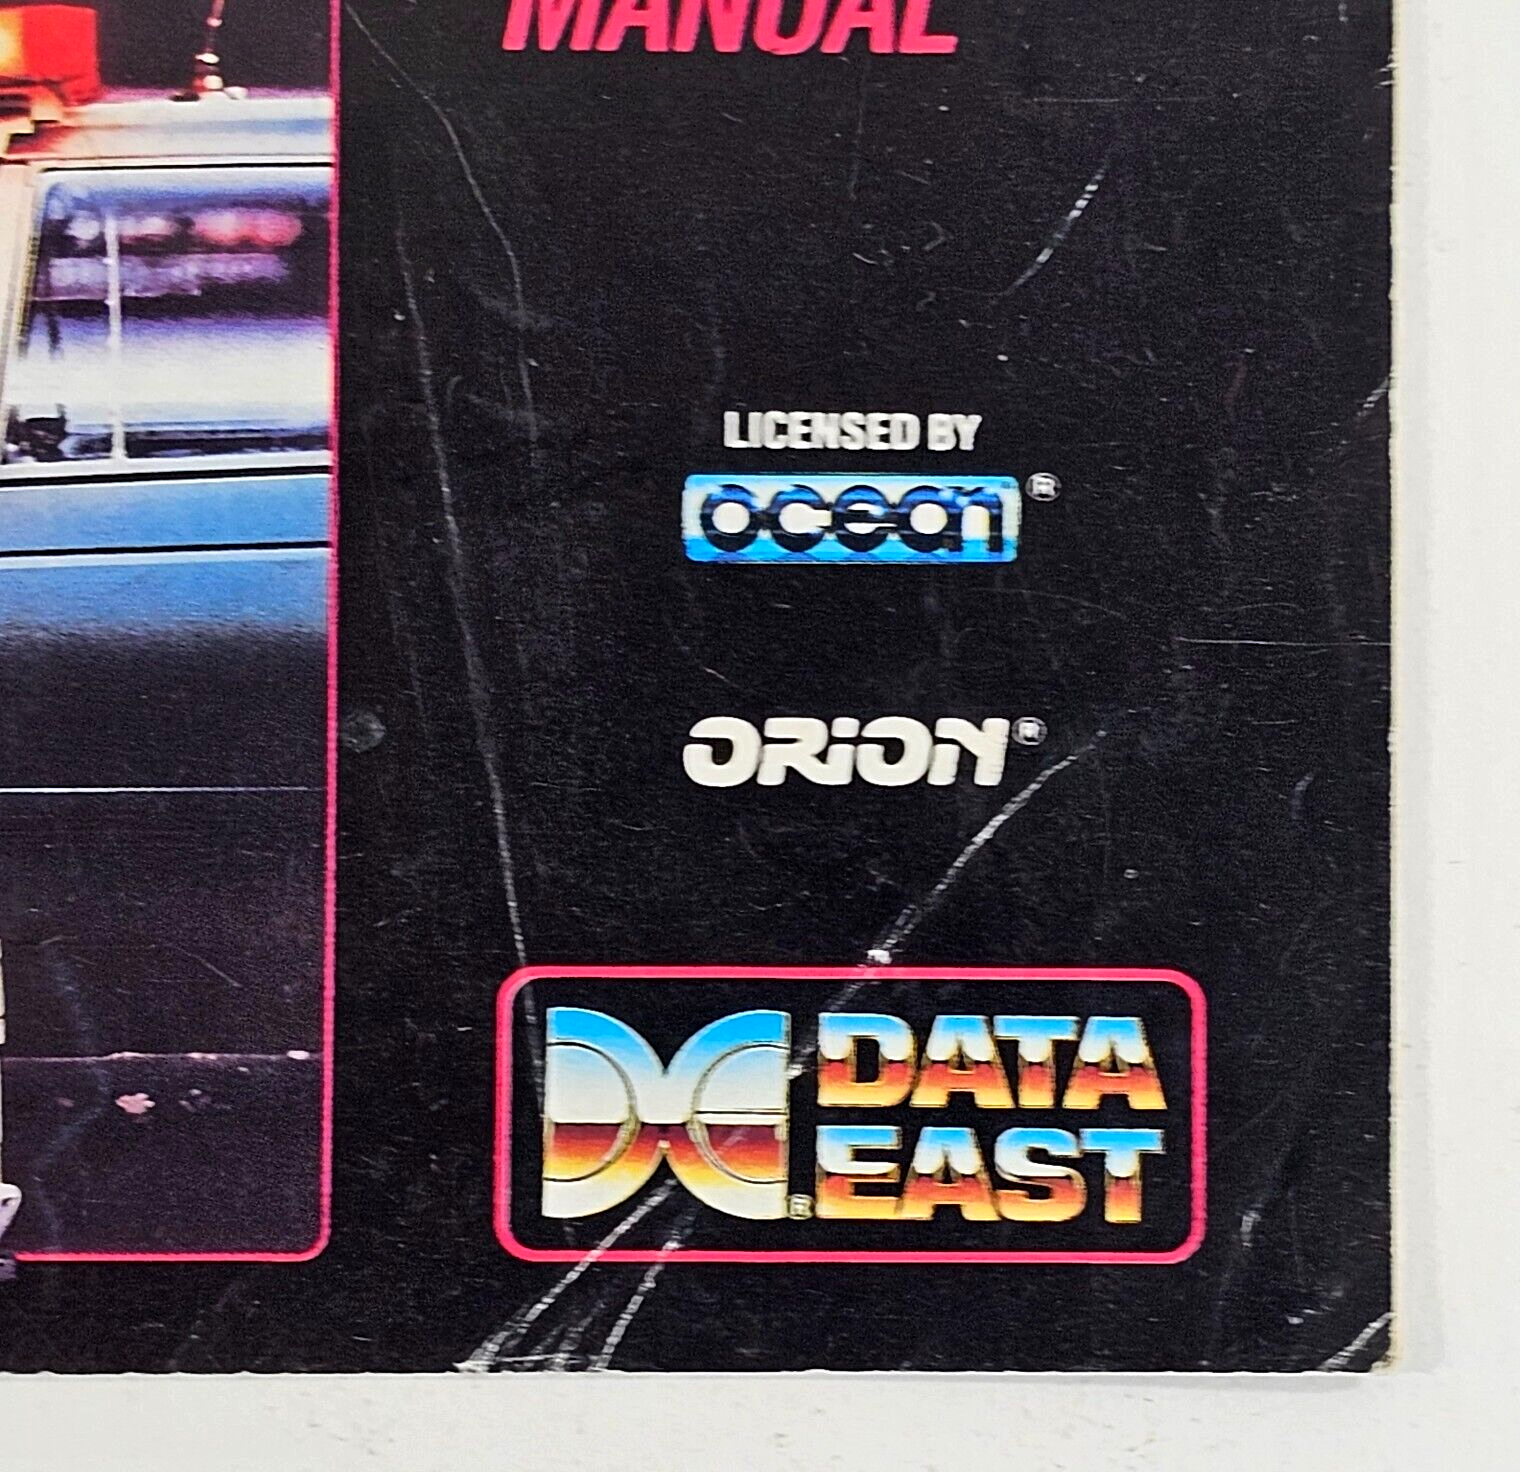 MANUAL
LICENSED BY
ocean®
ORiON®
DATA
EAST
®